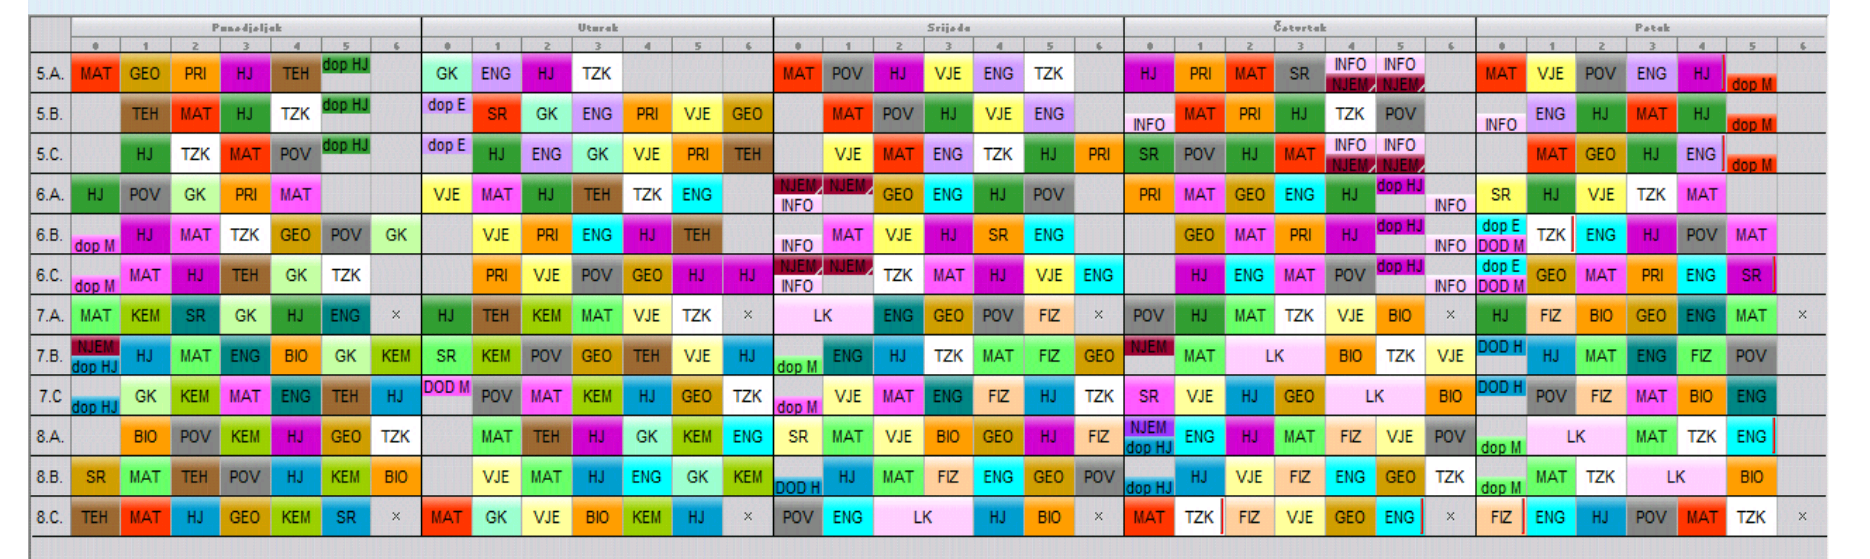 Ponedjeljak Utorak Srijeda Četvrtak Petak
0 1 2 3 4 5 6 0 1 2 3 4 5 6 0 1 2 3 4 5 6 0 1 2 3 4 5 6 0 1 2 3 4 5 6
5.A. MAT GEO PRI HJ TEH dop HJ GK ENG HJ TZK MAT POV HJ VJE ENG TZK HJ PRI MAT SR INFO NJEM INFO NJEM MAT VJE POV ENG HJ dop M
5.B. TEH MAT HJ TZK dop HJ dop E SR GK ENG PRI VJE GEO MAT POV HJ VJE ENG INFO MAT PRI HJ TZK POV INFO ENG HJ MAT HJ dop M
5.C. HJ TZK MAT POV dop HJ dop E HJ ENG GK VJE PRI TEH VJE MAT ENG TZK HJ PRI SR POV HJ MAT INFO NJEM INFO NJEM MAT GEO HJ ENG dop M
6.A. HJ POV GK PRI MAT VJE MAT HJ TEH TZK ENG NJEM INFO NJEM GEO ENG HJ POV PRI MAT GEO ENG HJ dop HJ INFO SR HJ VJE TZK MAT
6.B. dop M HJ MAT TZK GEO POV GK VJE PRI ENG HJ TEH INFO MAT VJE HJ SR ENG GEO MAT PRI HJ dop HJ INFO dop E DOD M TZK ENG HJ POV MAT
6.C. dop M MAT HJ TEH GK TZK PRI VJE POV GEO HJ HJ NJEM INFO NJEM TZK MAT HJ VJE ENG HJ ENG MAT POV dop HJ INFO dop E DOD M GEO MAT PRI ENG SR
7.A. MAT KEM SR GK HJ ENG × HJ TEH KEM MAT VJE TZK × LK ENG GEO POV FIZ × POV HJ MAT TZK VJE BIO × HJ FIZ BIO GEO ENG MAT ×
7.B. NJEM dop HJ HJ MAT ENG BIO GK KEM SR KEM POV GEO TEH VJE HJ dop M ENG HJ TZK MAT FIZ GEO NJEM MAT LK BIO TZK VJE DOD H HJ MAT ENG FIZ POV
7.C dop HJ GK KEM MAT ENG TEH HJ DOD M POV MAT KEM HJ GEO TZK dop M VJE MAT ENG FIZ HJ TZK SR VJE HJ GEO LK BIO DOD H POV FIZ MAT BIO ENG
8.A. BIO POV KEM HJ GEO TZK MAT TEH HJ GK KEM ENG SR MAT VJE BIO GEO HJ FIZ NJEM dop HJ ENG HJ MAT FIZ VJE POV dop M LK MAT TZK ENG
8.B. SR MAT TEH POV HJ KEM BIO VJE MAT HJ ENG GK KEM DOD H HJ MAT FIZ ENG GEO POV dop HJ HJ VJE FIZ ENG GEO TZK dop M MAT TZK LK BIO
8.C. TEH MAT HJ GEO KEM SR × MAT GK VJE BIO KEM HJ × POV ENG LK HJ BIO × MAT TZK FIZ VJE GEO ENG × FIZ ENG HJ POV MAT TZK ×